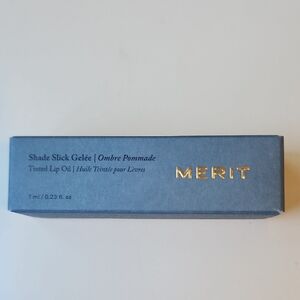 Shade Slick Gelée | Ombre Pommade
Tinted Lip Oil | Huile Teintée pour Lèvres
MERIT
7 ml / 0.23 fl. oz